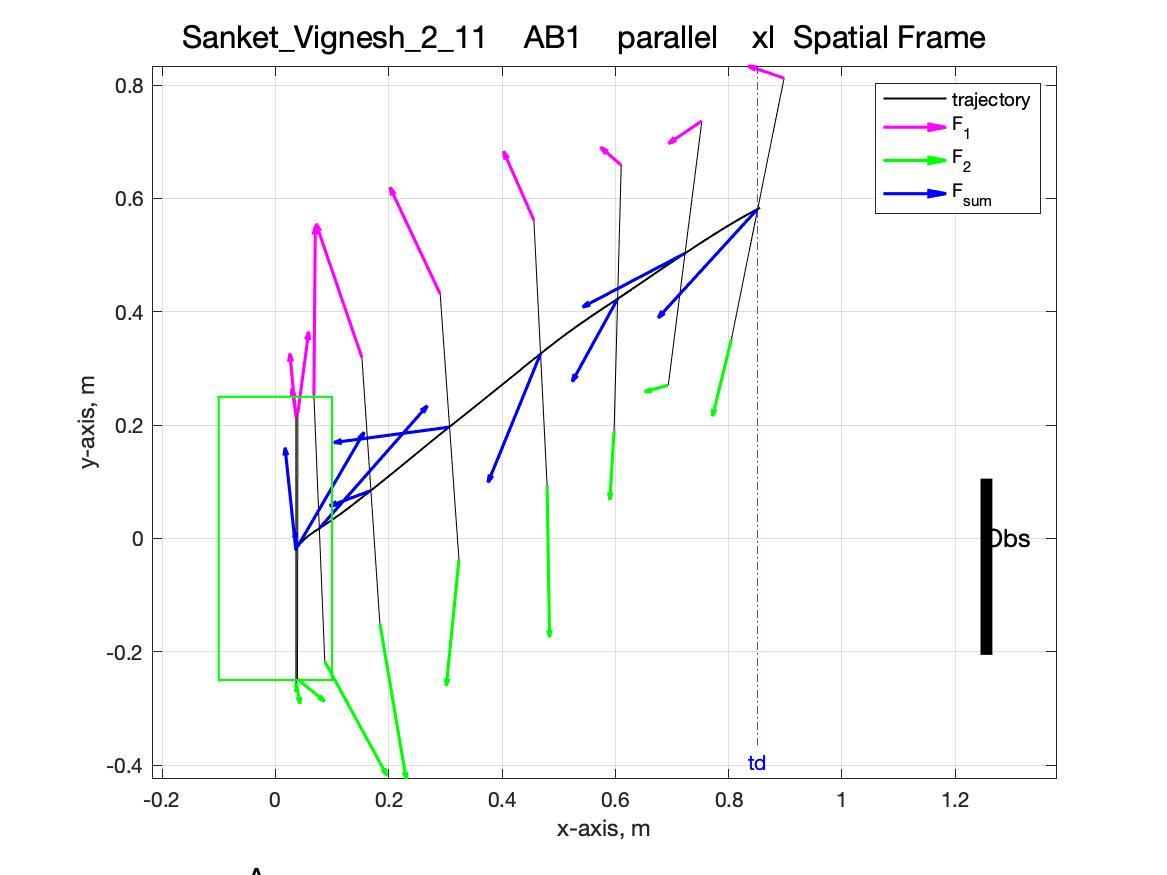 Sanket_Vignesh_2_11 AB1 parallel xl Spatial Frame
0.8
0.6
0.4
0.2
0
-0.2
-0.4
y-axis, m
trajectory
F1
F2
Fsum
Obs
td
-0.2 0 0.2 0.4 0.6 0.8 1 1.2
x-axis, m